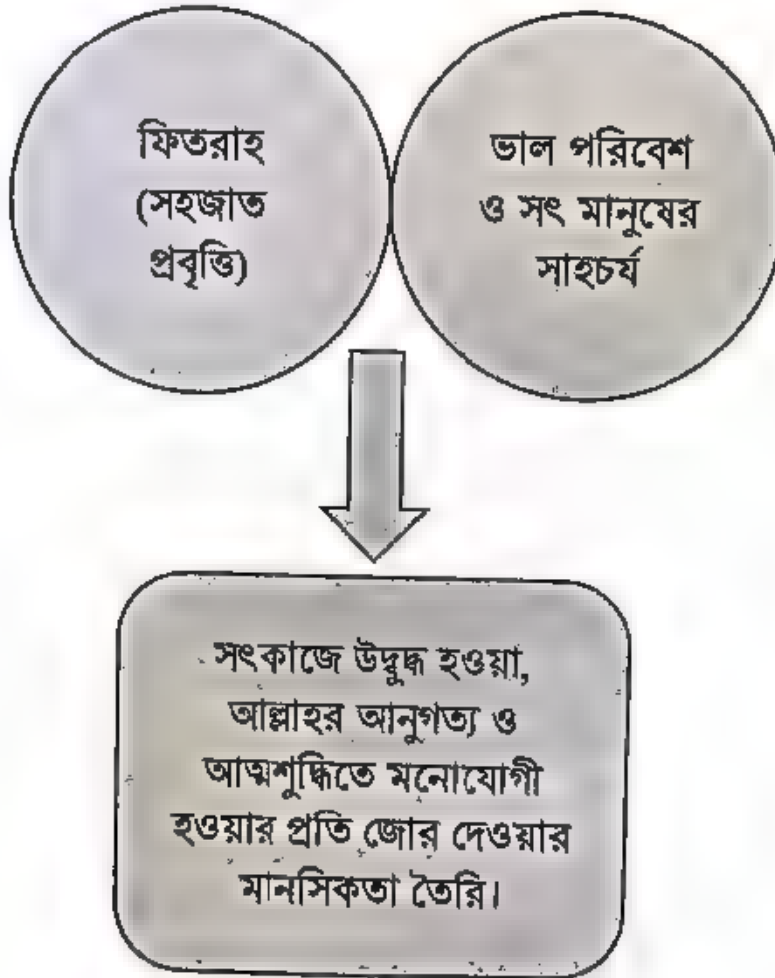 ফিতরাহ
(সহজাত
প্রবৃত্তি)
ভাল পরিবেশ
ও সৎ মানুষের
সাহচর্য
সৎকাজে উদ্বুদ্ধ হওয়া,
আল্লাহর আনুগত্য ও
আত্মশুদ্ধিতে মনোযোগী
হওয়ার প্রতি জোর দেওয়ার
মানসিকতা তৈরি।